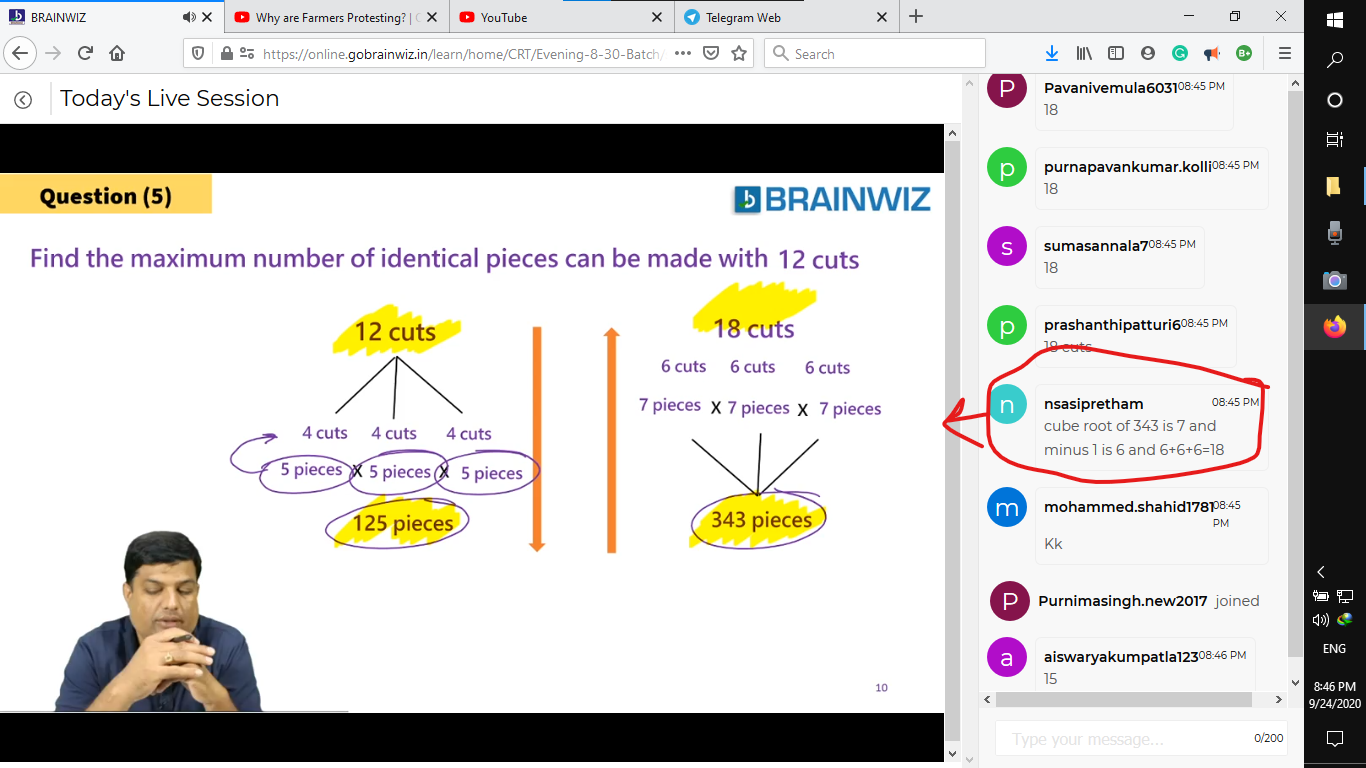 BRAINWIZ
Why are Farmers Protesting? |
YouTube
Telegram Web
https://online.gobrainwiz.in/learn/home/CRT/Evening-8-30-Batch/
Search
Today's Live Session
Question (5)
BRAINWIZ
Find the maximum number of identical pieces can be made with 12 cuts
12 cuts
4 cuts 4 cuts 4 cuts
5 pieces X 5 pieces X 5 pieces
125 pieces
18 cuts
6 cuts 6 cuts 6 cuts
7 pieces X 7 pieces X 7 pieces
343 pieces
10
P
Pavanivemula6031 08:45 PM
18
p
purnapavankumar.kolli 08:45 PM
18
s
sumasannala7 08:45 PM
18
p
prashanthipatturi6 08:45 PM
18 cuts
n
nsasipretham 08:45 PM
cube root of 343 is 7 and
minus 1 is 6 and 6+6+6=18
m
mohammed.shahid1781 08:45
PM
Kk
P
Purnimasingh.new2017 joined
a
aiswaryakumpatla123 08:46 PM
15
Type your message...
0/200
B+
ENG
8:46 PM
9/24/2020